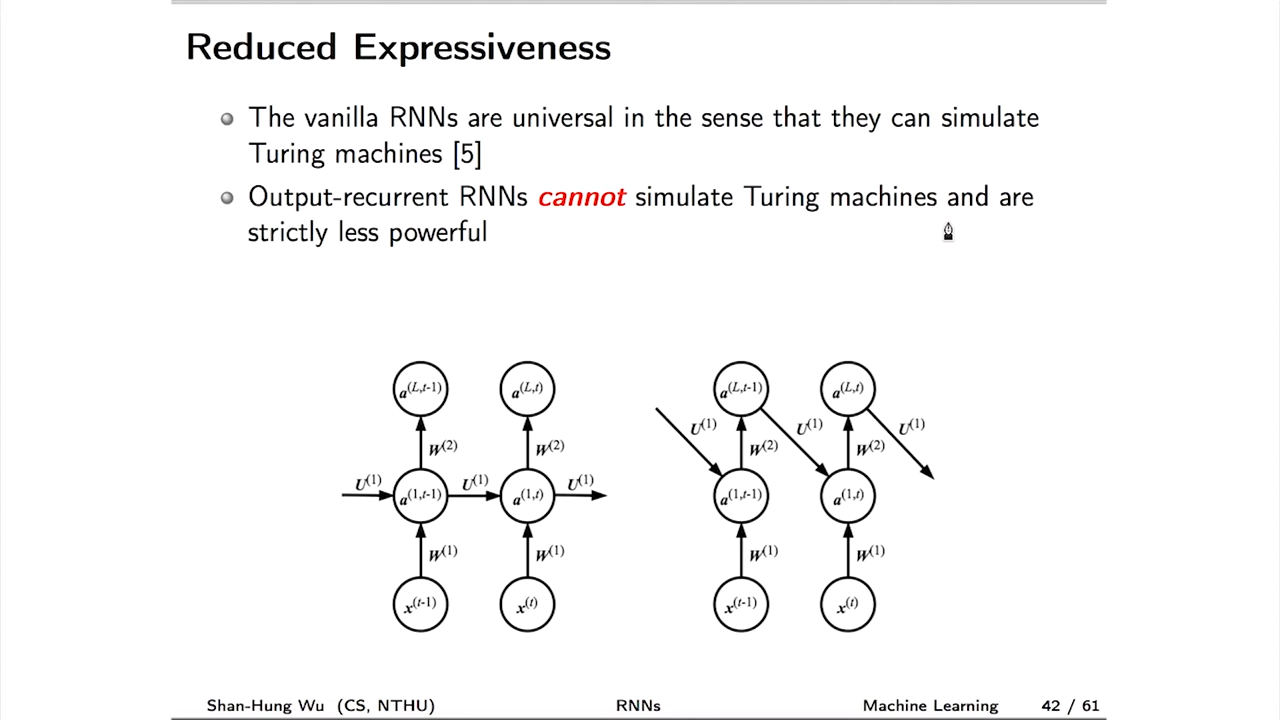 Reduced Expressiveness
The vanilla RNNs are universal in the sense that they can simulate
Turing machines [5]
Output-recurrent RNNs cannot simulate Turing machines and are
strictly less powerful
a(L,t-1) a(L,t) a(L,t-1) a(L,t)
U(1) U(1) U(1)
W(2) W(2) W(2) W(2)
U(1) U(1) U(1)
a(1,t-1) a(1,t) a(1,t-1) a(1,t)
W(1) W(1) W(1) W(1)
x(t-1) x(t) x(t-1) x(t)
Shan-Hung Wu (CS, NTHU) RNNs Machine Learning 42 / 61